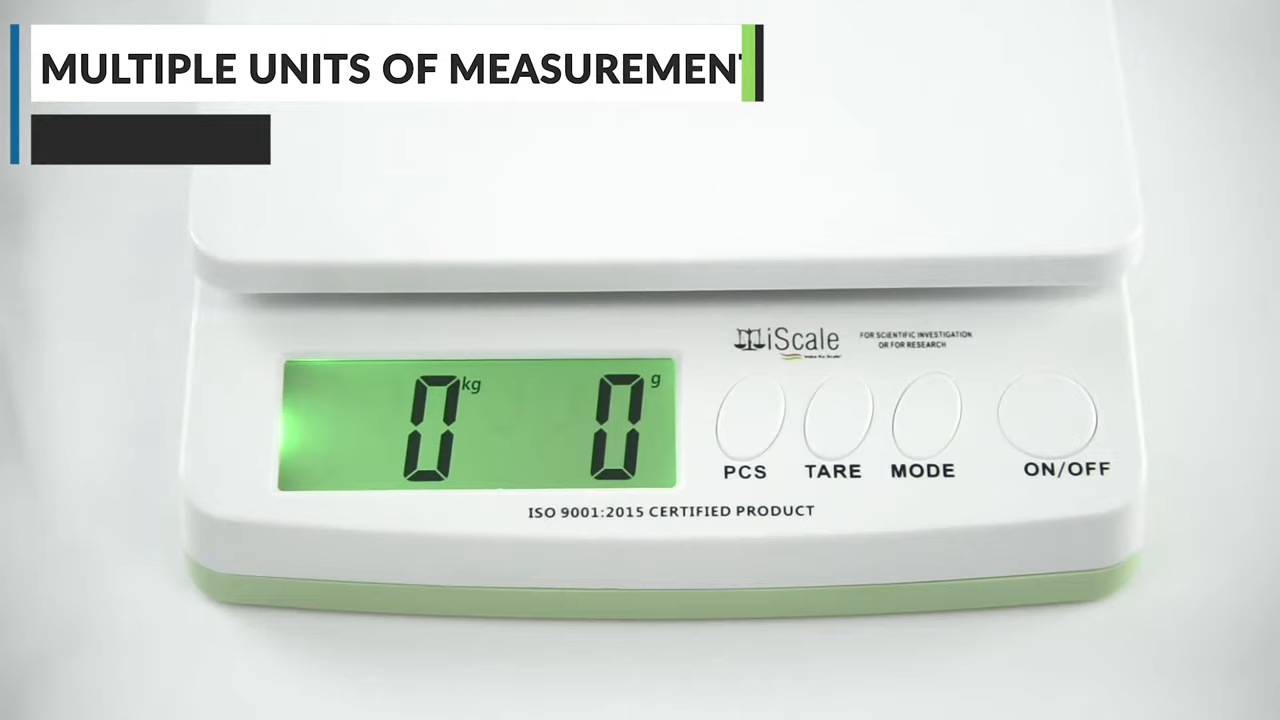 MULTIPLE UNITS OF MEASUREMEN
iScale
FOR SCIENTIFIC INVESTIGATION
OR FOR RESEARCH
0 kg 0 g
PCS TARE MODE ON/OFF
ISO 9001:2015 CERTIFIED PRODUCT